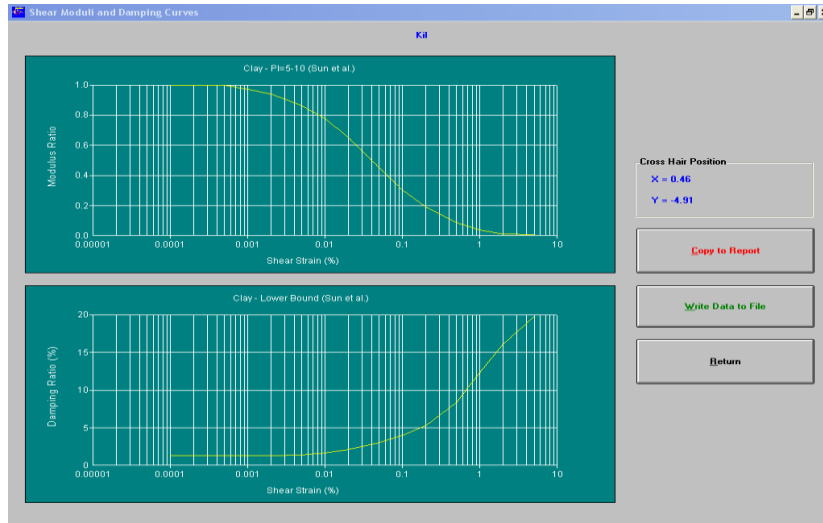 Shear Moduli and Damping Curves
Kil
Clay - PI=5-10 (Sun et al.)
Modulus Ratio
1.0
0.8
0.6
0.4
0.2
0.0
0.00001 0.0001 0.001 0.01 0.1 1 10
Shear Strain (%)
Clay - Lower Bound (Sun et al.)
Damping Ratio (%)
20
15
10
5
0
0.00001 0.0001 0.001 0.01 0.1 1 10
Shear Strain (%)
Cross Hair Position
X = 0.46
Y = -4.91
Copy to Report
Write Data to File
Return